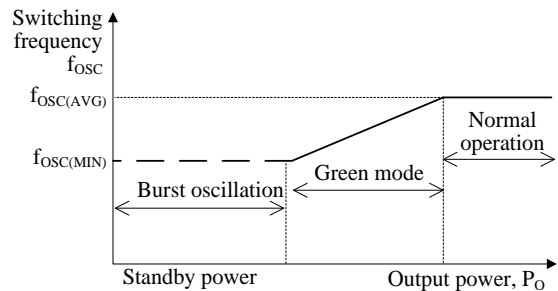 Switching
frequency
fOSC
fOSC(AVG)
Normal
operation
fOSC(MIN)
Burst oscillation
Green mode
Standby power
Output power, PO